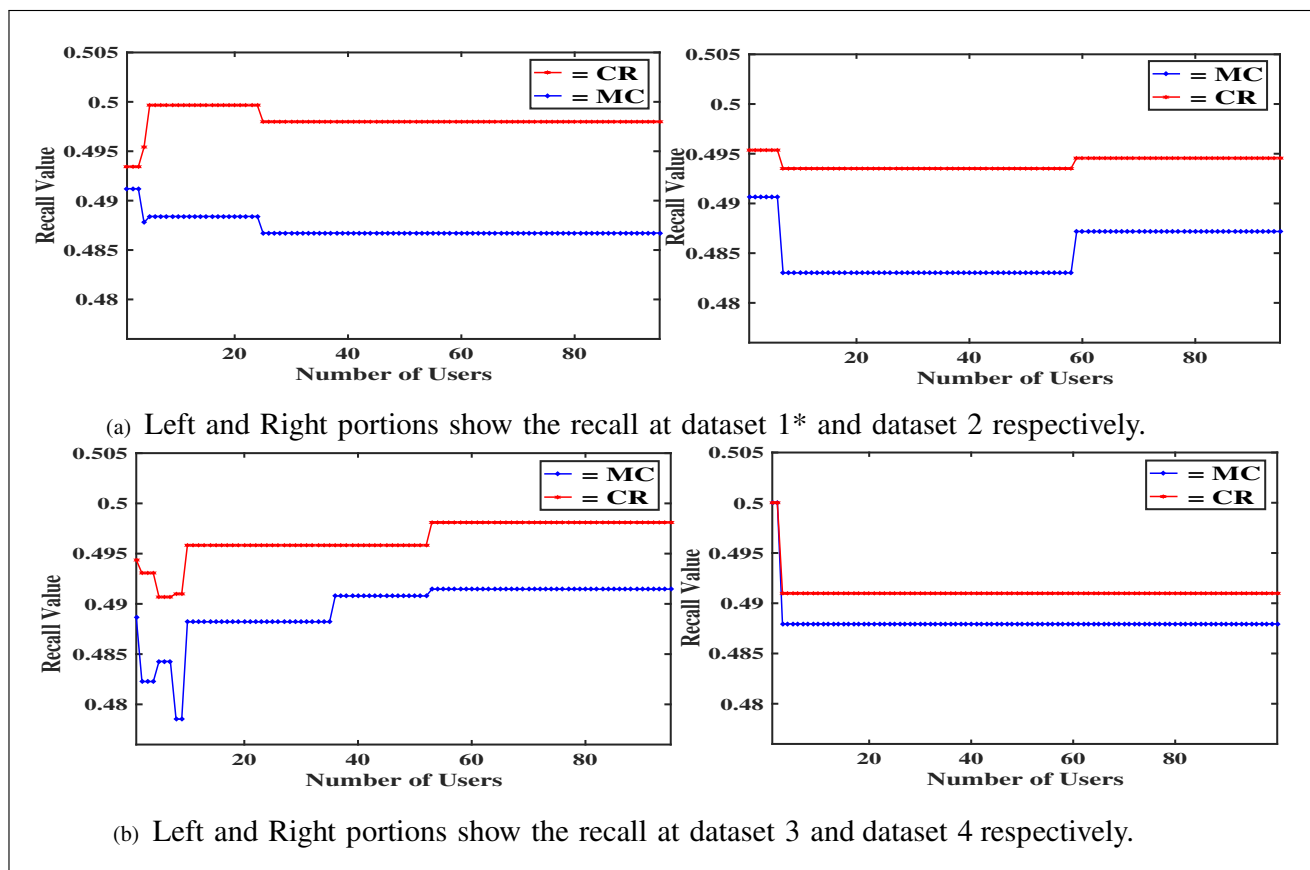 0.505
0.5
0.495
0.49
0.485
0.48
Recall Value
= CR
= MC
20
40
60
80
Number of Users
0.505
0.5
0.495
0.49
0.485
0.48
Recall Value
= MC
= CR
20
40
60
80
Number of Users
(a) Left and Right portions show the recall at dataset 1* and dataset 2 respectively.
0.505
0.5
0.495
0.49
0.485
0.48
Recall Value
= MC
= CR
20
40
60
80
Number of Users
0.505
0.5
0.495
0.49
0.485
0.48
Recall Value
= MC
= CR
20
40
60
80
Number of Users
(b) Left and Right portions show the recall at dataset 3 and dataset 4 respectively.